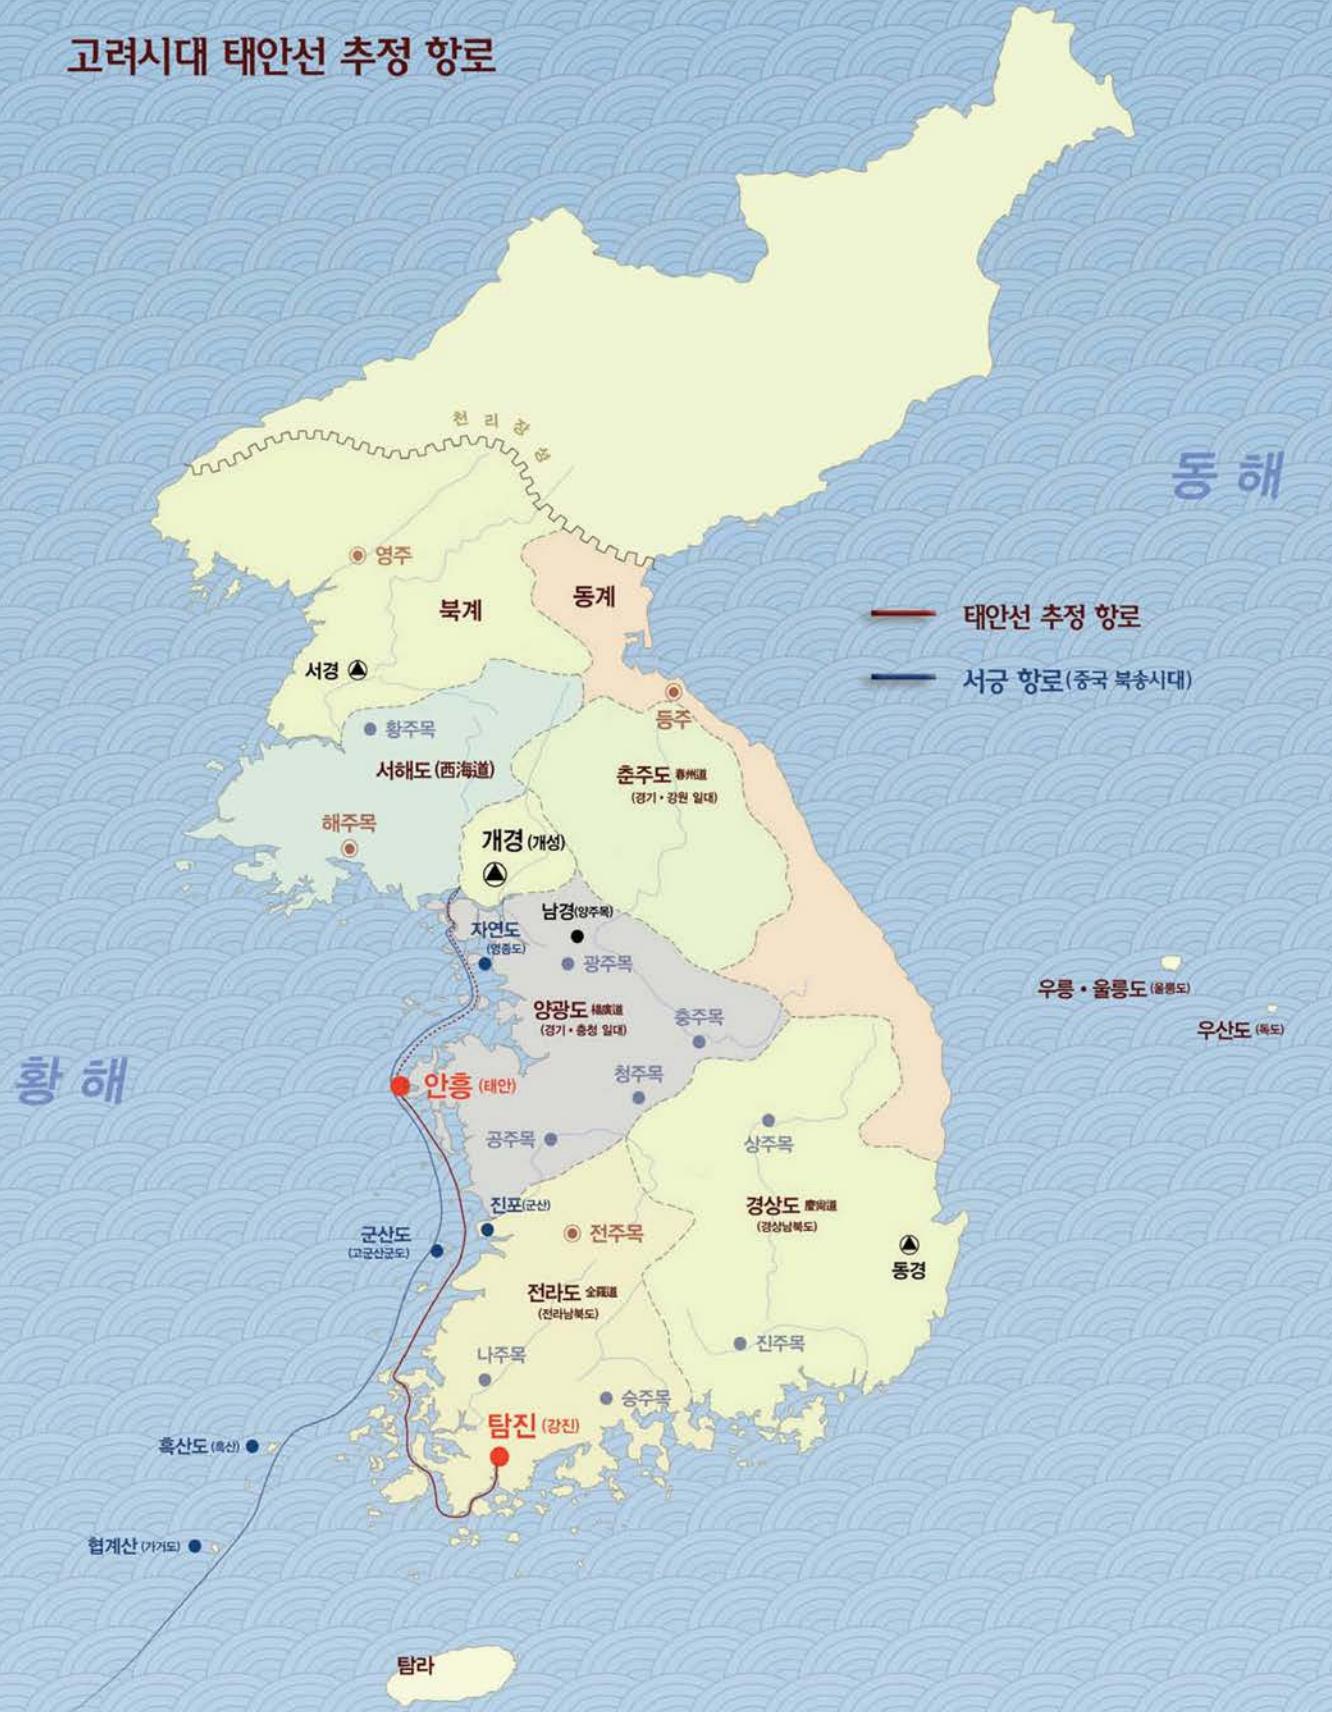 고려시대 태안선 추정 항로
천리장성
동해
영주
동계
북계
태안선 추정 항로
서경
서긍 항로(중국 북송시대)
등주
황주목
서해도(西海道)
춘주도 春州道
(경기·강원 일대)
해주목
개경(개성)
남경(양주목)
자연도
(영종도)
광주목
우릉·울릉도(울릉도)
양광도 楊廣道
(경기·충청 일대)
충주목
우산도(독도)
황해
안흥(태안)
청주목
공주목
상주목
진포(군산)
경상도
(경상남북도)
군산도
(고군산군도)
전주목
동경
전라도 全羅道
(전라남북도)
나주목
진주목
승주목
탐진(강진)
흑산도(흑산)
협계산(가거도)
탐라